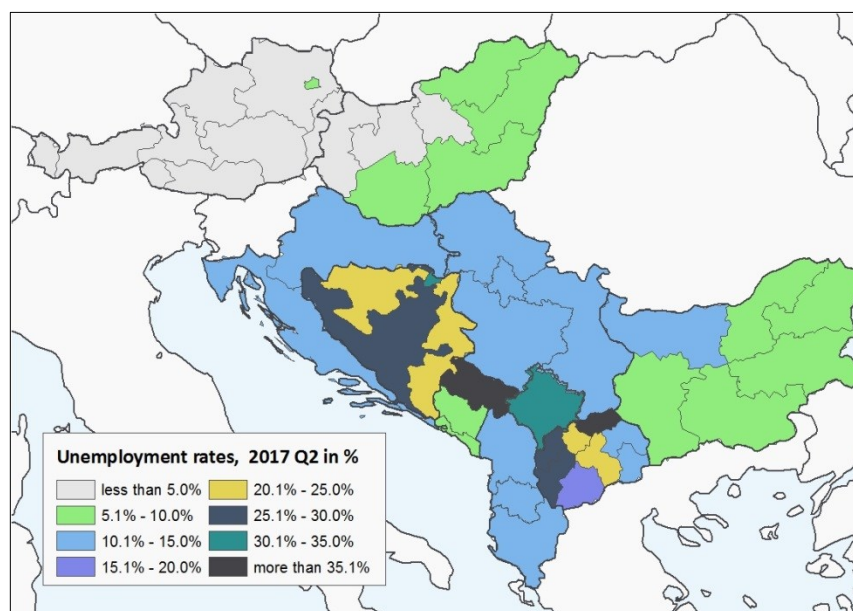 Unemployment rates, 2017 Q2 in %
less than 5.0%
20.1% - 25.0%
5.1% - 10.0%
25.1% - 30.0%
10.1% - 15.0%
30.1% - 35.0%
15.1% - 20.0%
more than 35.1%